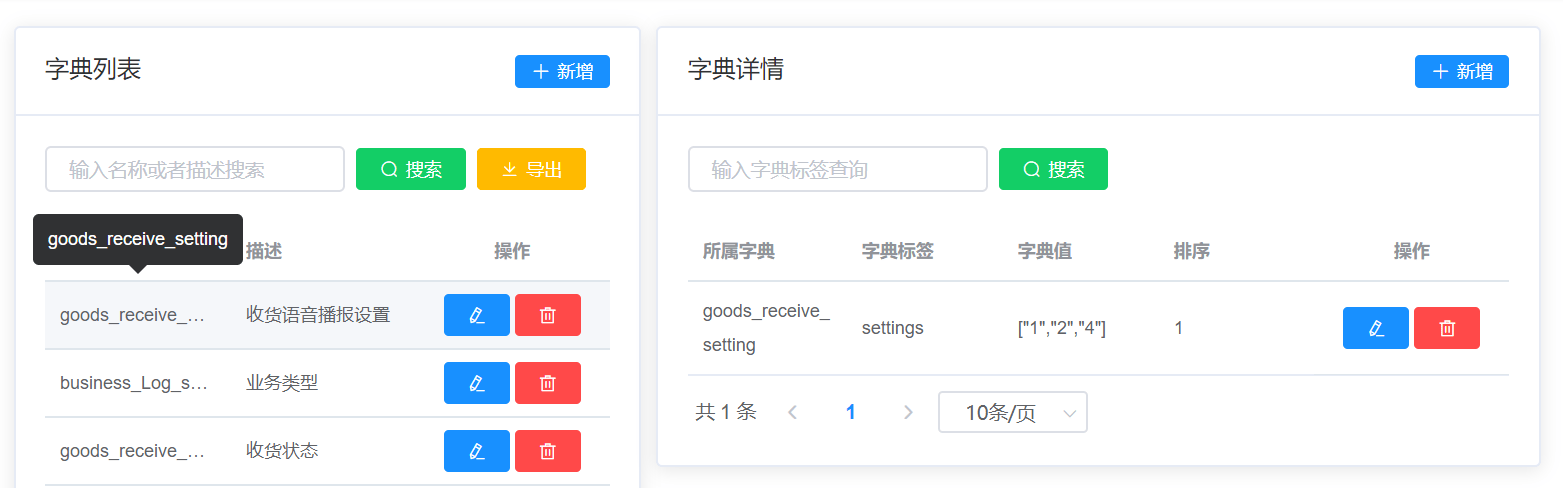 字典列表
新增
输入名称或者描述搜索
搜索
导出
goods_receive_setting
描述
操作
goods_receive_...
收货语音播报设置
business_Log_s...
业务类型
goods_receive_...
收货状态
字典详情
新增
输入字典标签查询
搜索
所属字典
字典标签
字典值
排序
操作
goods_receive_
setting
settings
["1","2","4"]
1
共 1 条
1
10条/页